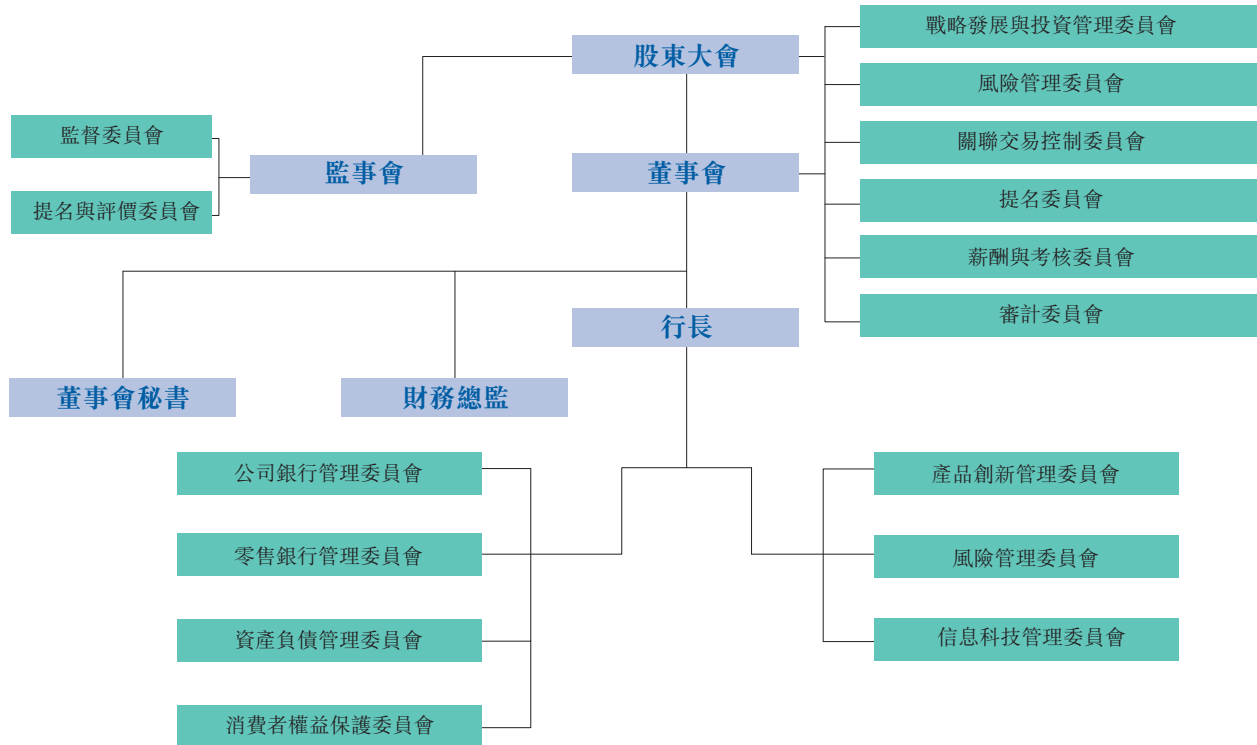 戰略發展與投資管理委員會
股東大會
風險管理委員會
監督委員會
關聯交易控制委員會
監事會
董事會
提名與評價委員會
提名委員會
薪酬與考核委員會
行長
審計委員會
董事會秘書
財務總監
公司銀行管理委員會
產品創新管理委員會
零售銀行管理委員會
風險管理委員會
資產負債管理委員會
信息科技管理委員會
消費者權益保護委員會